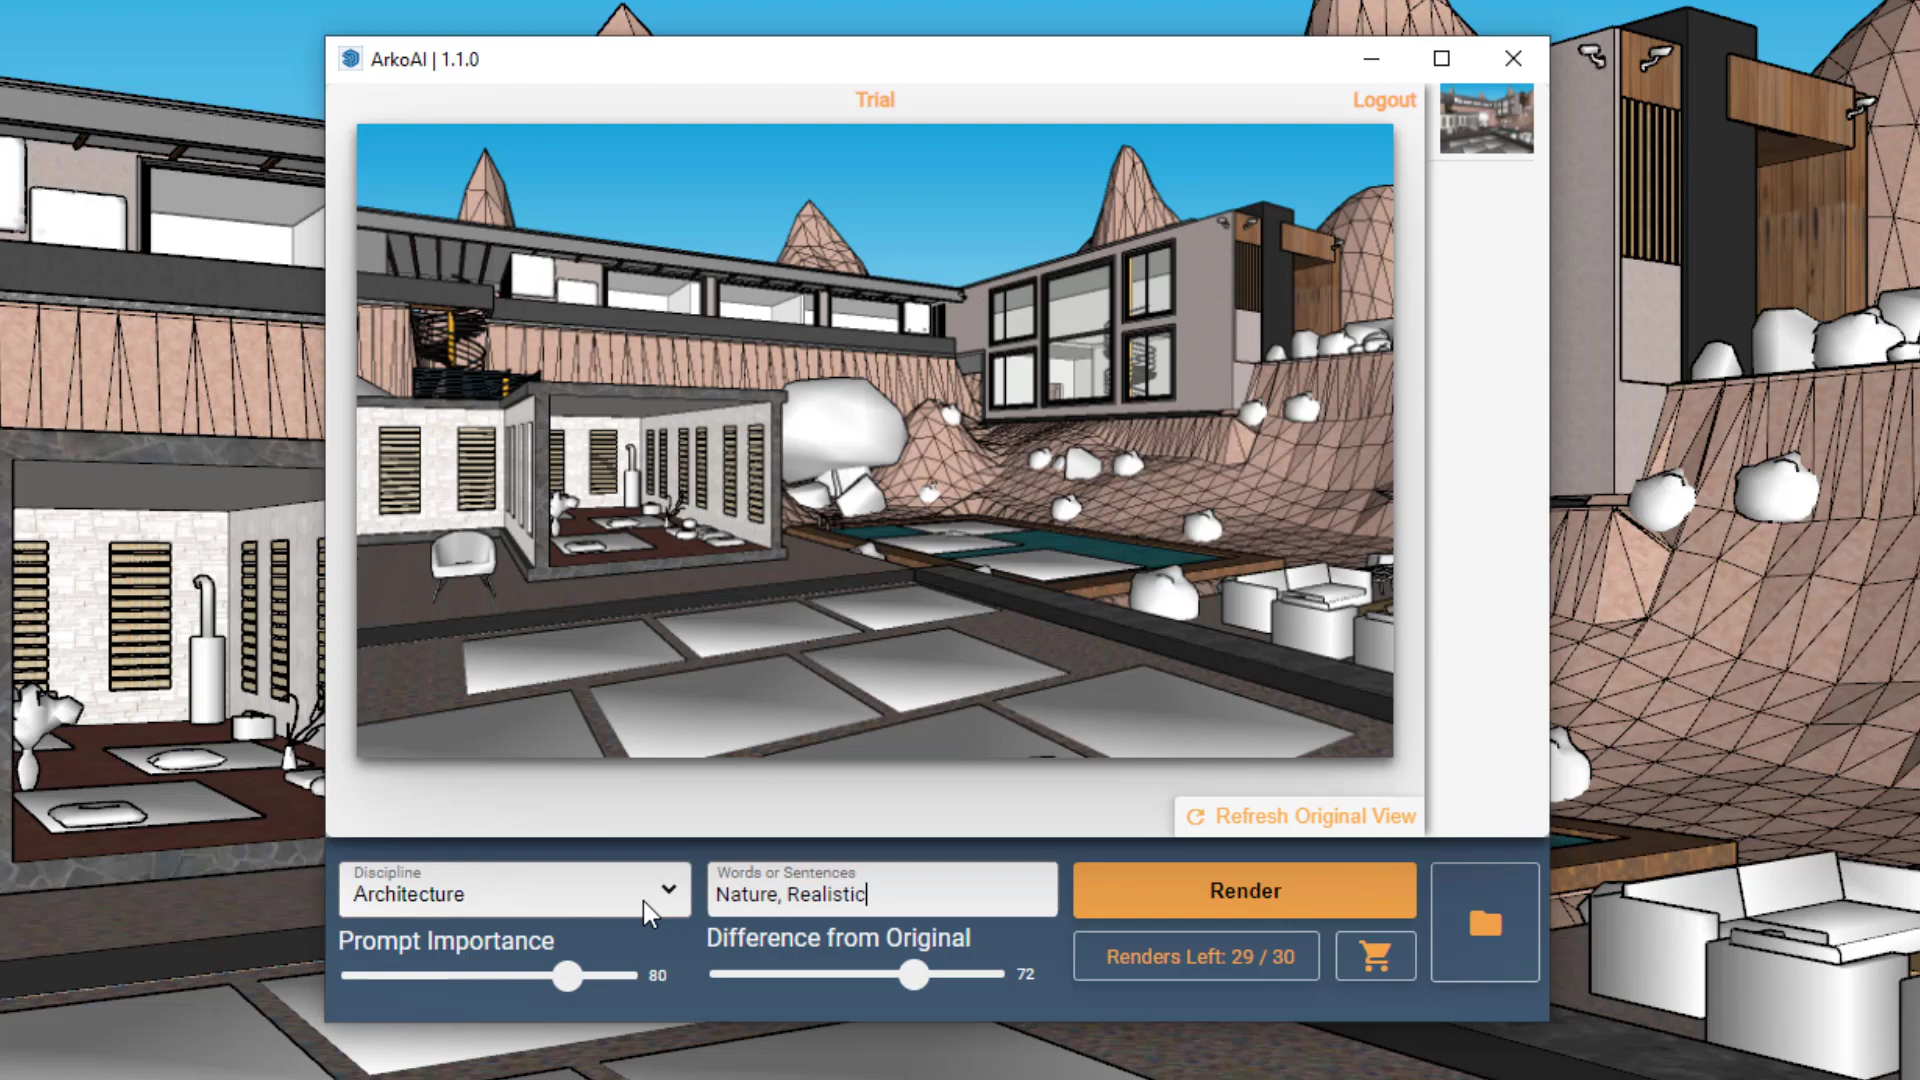 ArkoAI | 1.1.0
Trial
Logout
Refresh Original View
Discipline
Architecture
Words or Sentences
Nature, Realistic
Render
Prompt Importance
80
Difference from Original
72
Renders Left: 29 / 30